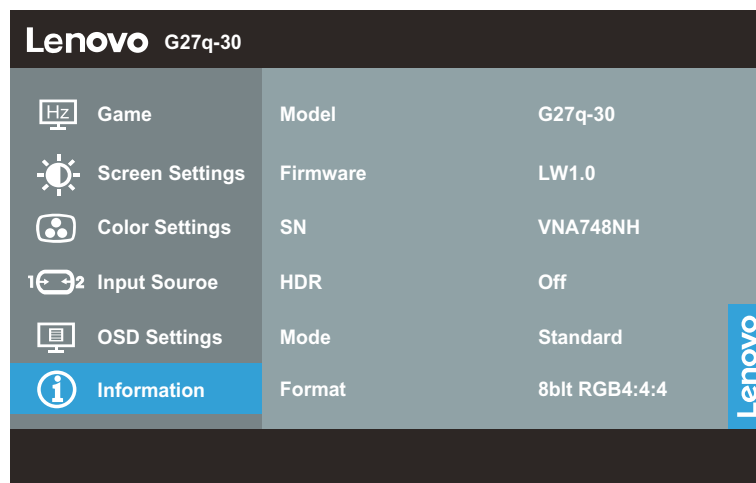 Lenovo G27q-30
Hz Game Model G27q-30
Screen Settings Firmware LW1.0
Color Settings SN VNA748NH
1 2 Input Souroe HDR Off
OSD Settings Mode Standard
Information Format 8blt RGB4:4:4
Lenovo